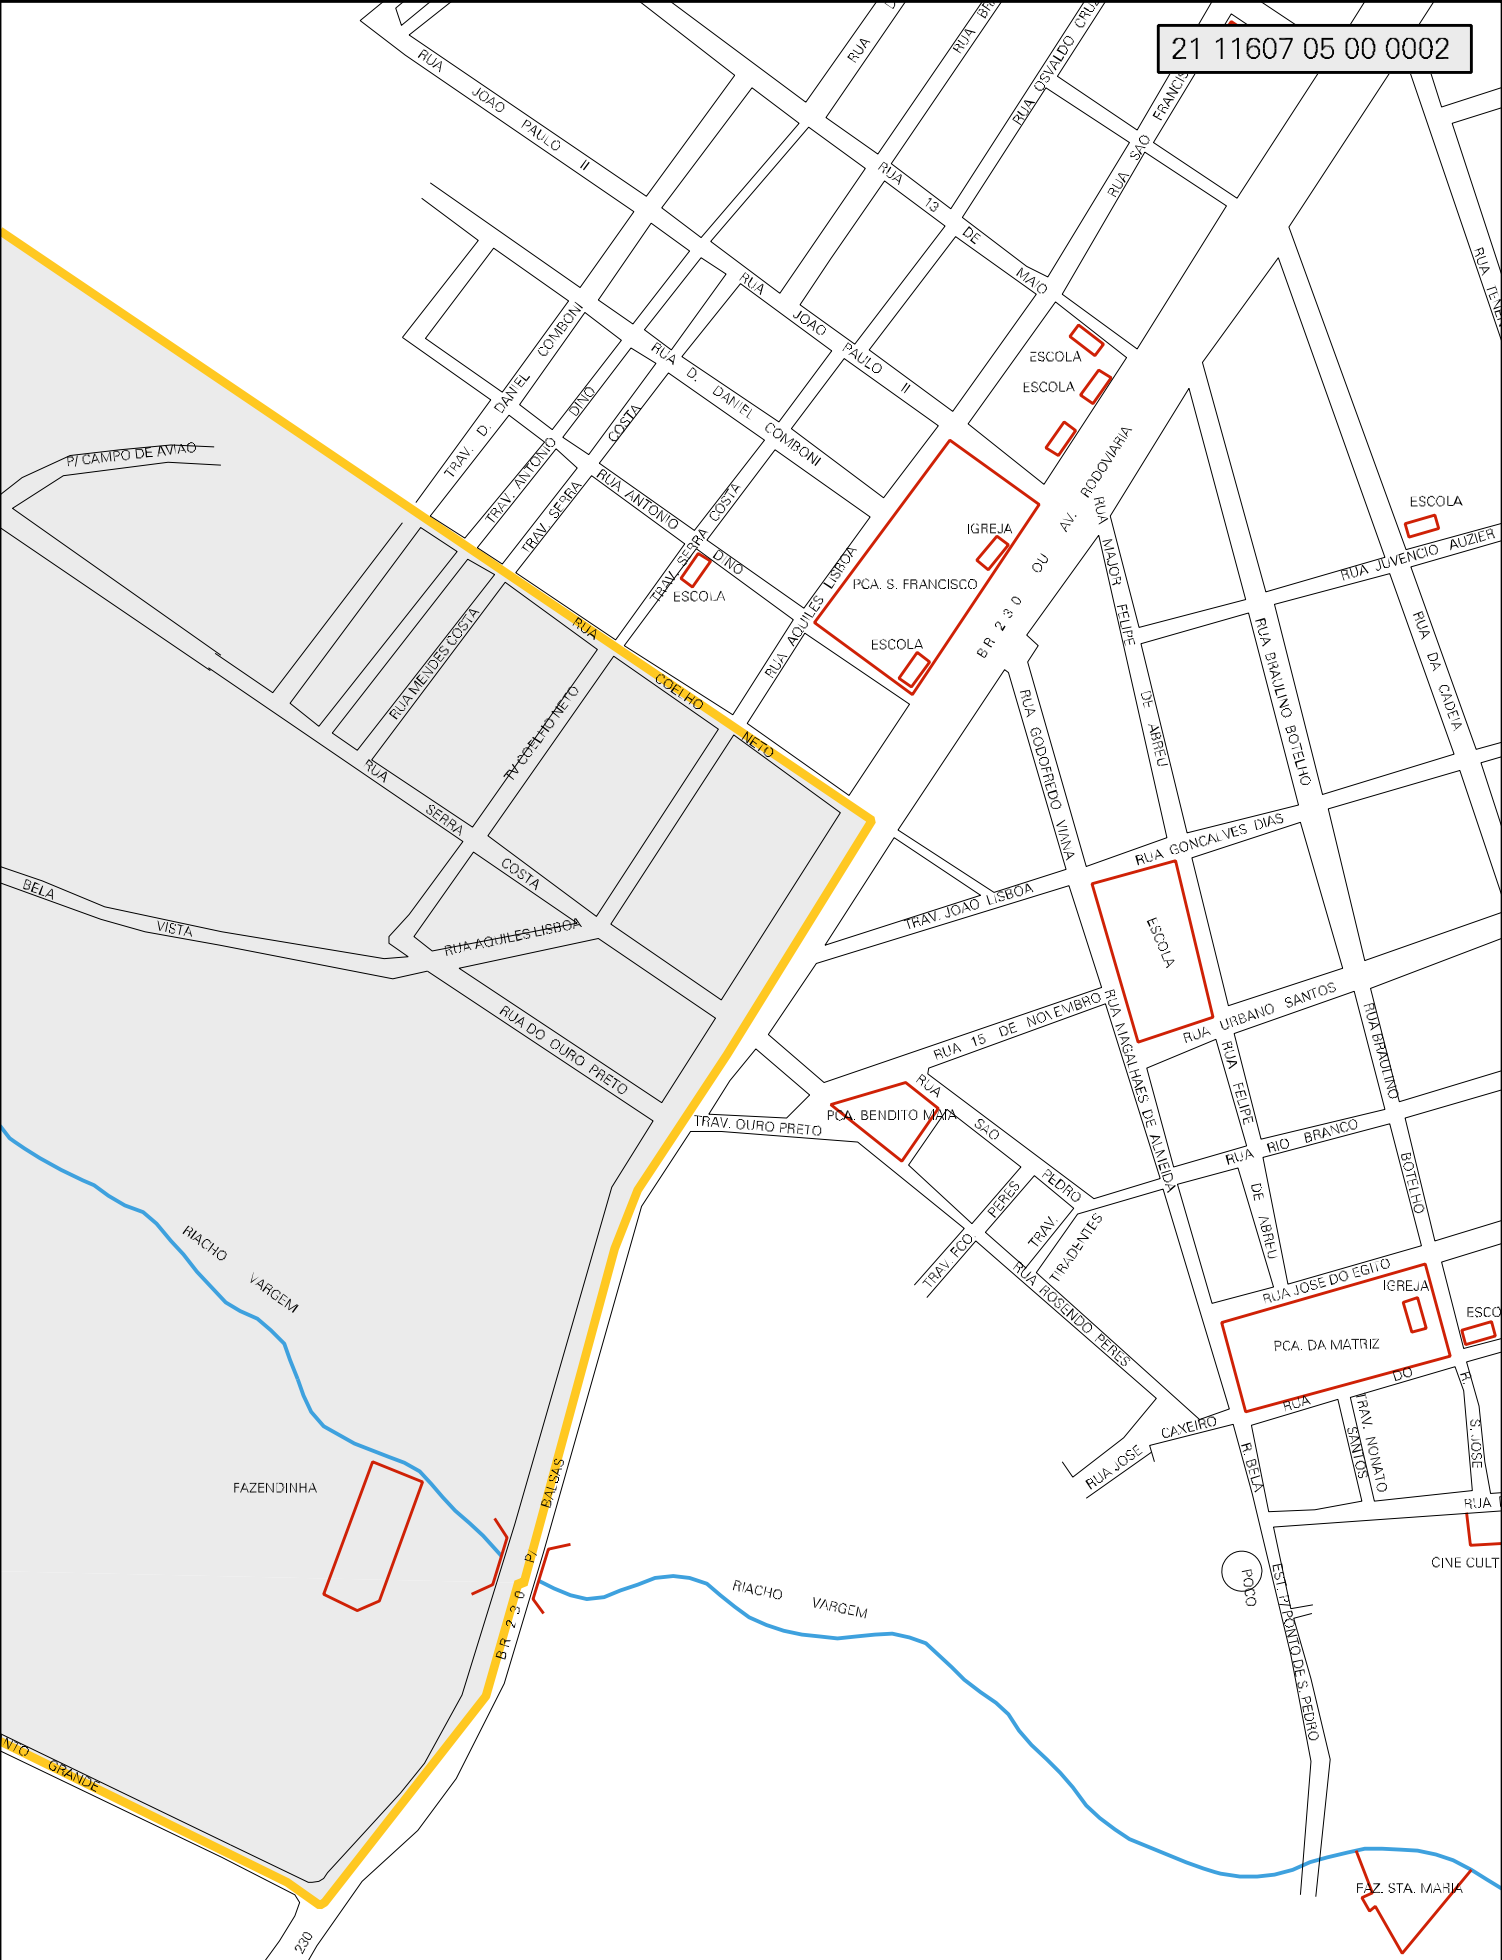 21 11607 05 00 0002
RUA JOAO PAULO II
RUA
RUA OSVALDO CRUZ
RUA SAO
RUA 13 DE MAIO
RUA JOAO PAULO II
TRAV. D. DANIEL COMBONI
RUA D. DANIEL COMBONI
DINO
COSTA
TRAV. ANTONIO
TRAV. SERRA
RUA ANTONIO DINO
TRAV. SERRA COSTA
ESCOLA
ESCOLA
ESCOLA
P/ CAMPO DE AVIAO
RUA AQUILES LISBOA
IGREJA
PCA. S. FRANCISCO
ESCOLA
BR 230 OU AV. RODOVIARIA
ESCOLA
RUA JUVENCIO AUZIER
RUA MAJOR FELIPE DE ABREU
RUA BRAULINO BOTELHO
RUA DA CADEIA
RUA GODOFREDO VIANA
RUA COELHO NETO
RUA MENDES COSTA
TV COELHO NETO
RUA SERRA COSTA
RUA GONCALVES DIAS
TRAV. JOAO LISBOA
ESCOLA
BELA VISTA
RUA AQUILES LISBOA
RUA DO OURO PRETO
RUA 15 DE NOVEMBRO
RUA URBANO SANTOS
RUA MAGALHAES DE ALMEIDA
RUA FELIPE DE ABREU
RUA BRAULINO BOTELHO
TRAV. OURO PRETO
PCA. BENDITO MAIA
RUA SAO PEDRO
RUA RIO BRANCO
TRAV. FCO PERES
TRAV. TIRADENTES
RUA ROSENDO PERES
RUA JOSE DO EGITO
IGREJA
PCA. DA MATRIZ
RIACHO VARGEM
RUA DO
R. S. JOSE
TRAV. NONATO SANTOS
RUA JOSE CAXEIRO
R. BELA
FAZENDINHA
BR 230 P/ BALSAS
RIACHO VARGEM
POCO
EST. P/ PONTO DE S. PEDRO
CINE CULT
GRANDE
FAZ. STA. MARIA
230